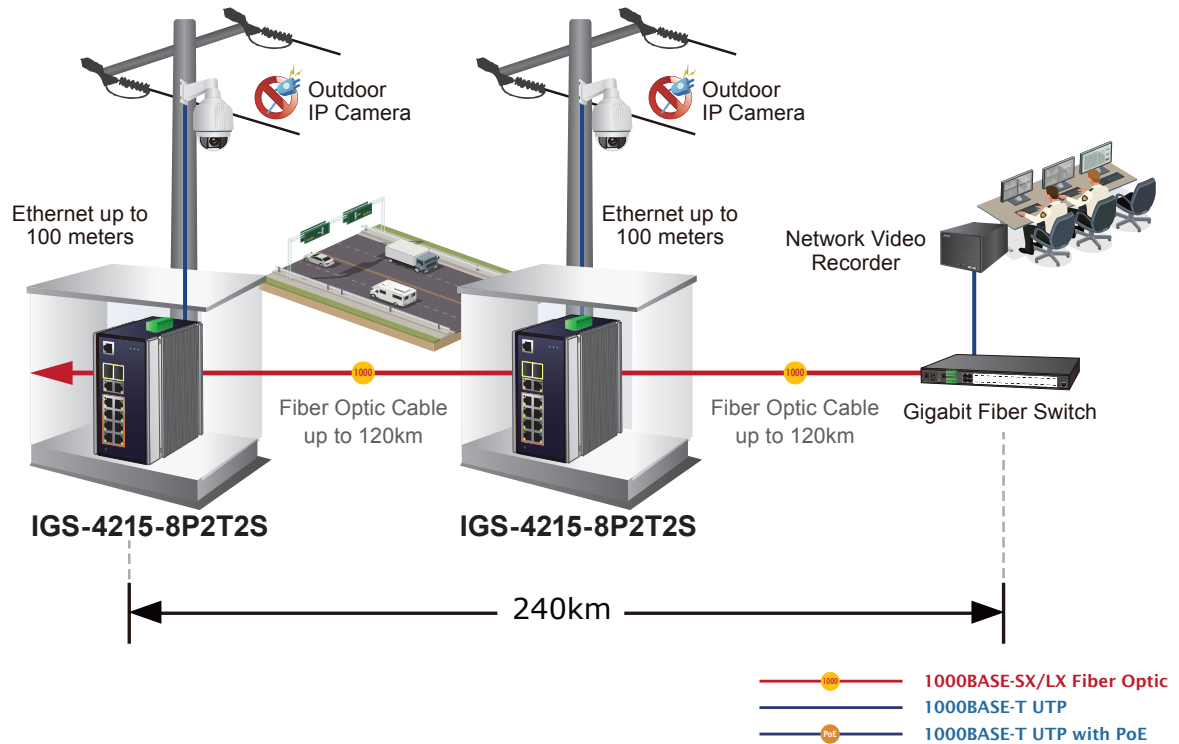 Outdoor
IP Camera
Outdoor
IP Camera
Ethernet up to
100 meters
Ethernet up to
100 meters
Network Video
Recorder
1000
1000
Fiber Optic Cable
up to 120km
Fiber Optic Cable
up to 120km
Gigabit Fiber Switch
IGS-4215-8P2T2S
IGS-4215-8P2T2S
240km
1000
1000BASE-SX/LX Fiber Optic
1000BASE-T UTP
PoE
1000BASE-T UTP with PoE